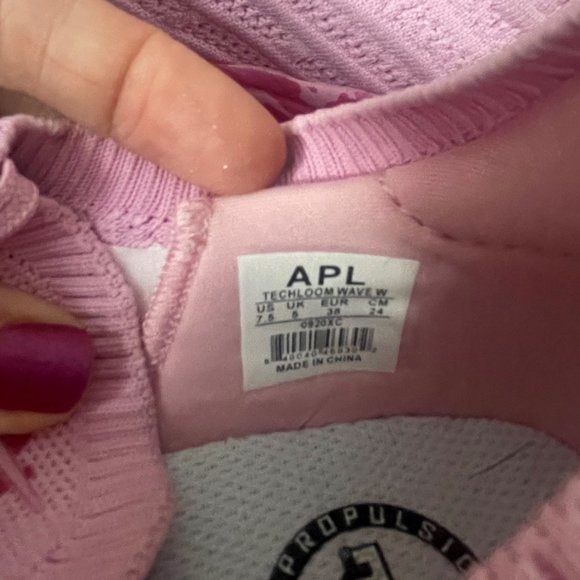 APL
TECHLOOM WAVE W
US UK EUR CM
7.5 5 38 24
0920XC
MADE IN CHINA
PROPULSIO